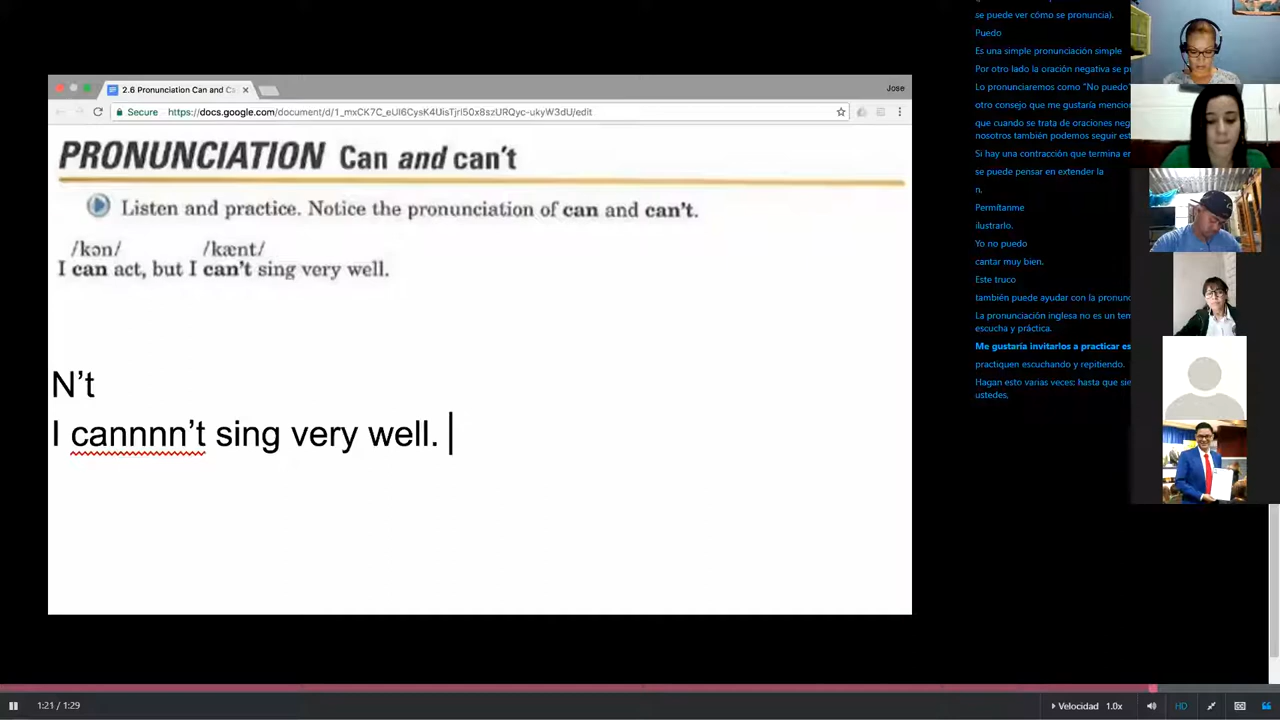 2.6 Pronunciation Can and Ca
Jose
Secure
https://docs.google.com/document/d/1_mxCK7C_eUI6CysK4UisTjrI50x8szURQyc-ukyW3dU/edit
PRONUNCIATION Can and can't
Listen and practice. Notice the pronunciation of can and can't.
/kən/ /kænt/
I can act, but I can't sing very well.
N't
I cannnn't sing very well.
se puede ver cómo se pronuncia).
Puedo
Es una simple pronunciación simple
Por otro lado la oración negativa se p
Lo pronunciaremos como "No puedo"
otro consejo que me gustaría mencio
que cuando se trata de oraciones neg
nosotros también podemos seguir est
Si hay una contracción que termina en
se puede pensar en extender la
n,
Permítanme
ilustrarlo.
Yo no puedo
cantar muy bien.
Este truco
también puede ayudar con la pronunc
La pronunciación inglesa no es un tem
escucha y práctica.
Me gustaría invitarlos a practicar es
practiquen escuchando y repitiendo.
Hagan esto varias veces: hasta que sie
ustedes,
1:21 / 1:29
Velocidad 1.0x
HD